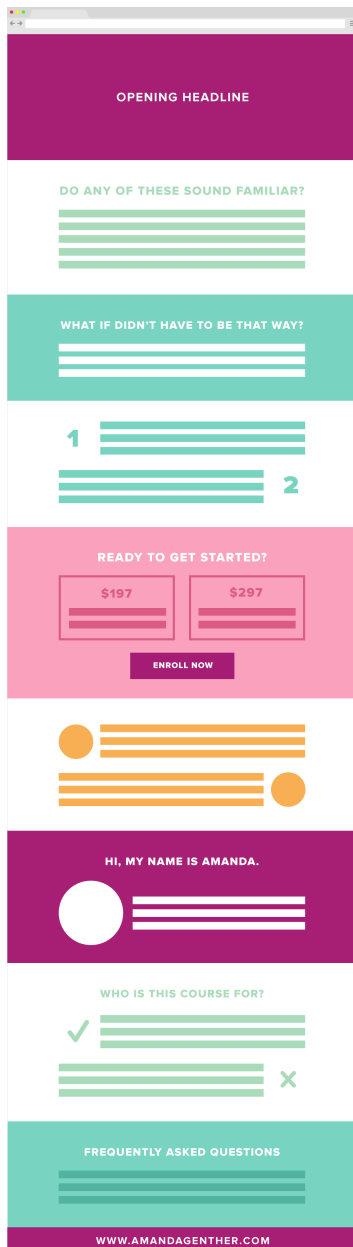 OPENING HEADLINE
DO ANY OF THESE SOUND FAMILIAR?
WHAT IF DIDN'T HAVE TO BE THAT WAY?
1
2
READY TO GET STARTED?
$197
$297
ENROLL NOW
HI, MY NAME IS AMANDA.
WHO IS THIS COURSE FOR?
FREQUENTLY ASKED QUESTIONS
WWW.AMANDAGENTHER.COM